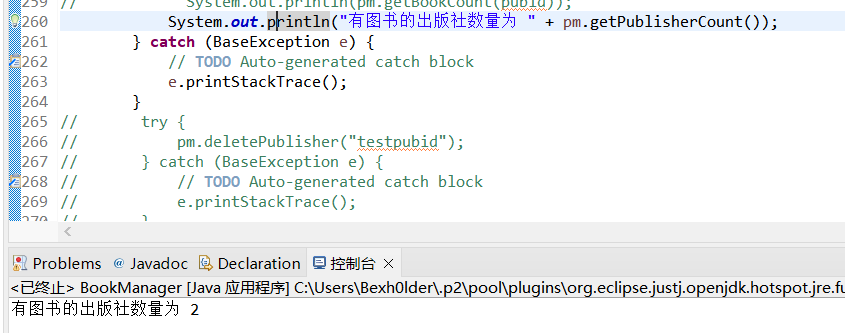 259 //          System.out.println(pm.getBookCount(pubid));
260         System.out.println("有图书的出版社数量为 " + pm.getPublisherCount());
261     } catch (BaseException e) {
262         // TODO Auto-generated catch block
263         e.printStackTrace();
264     }
265 //      try {
266 //          pm.deletePublisher("testpubid");
267 //      } catch (BaseException e) {
268 //          // TODO Auto-generated catch block
269 //          e.printStackTrace();
270 //      }
Problems @ Javadoc Declaration 控制台
<已终止> BookManager [Java 应用程序] C:\Users\Bexh0lder\.p2\pool\plugins\org.eclipse.justj.openjdk.hotspot.jre.fu
有图书的出版社数量为 2